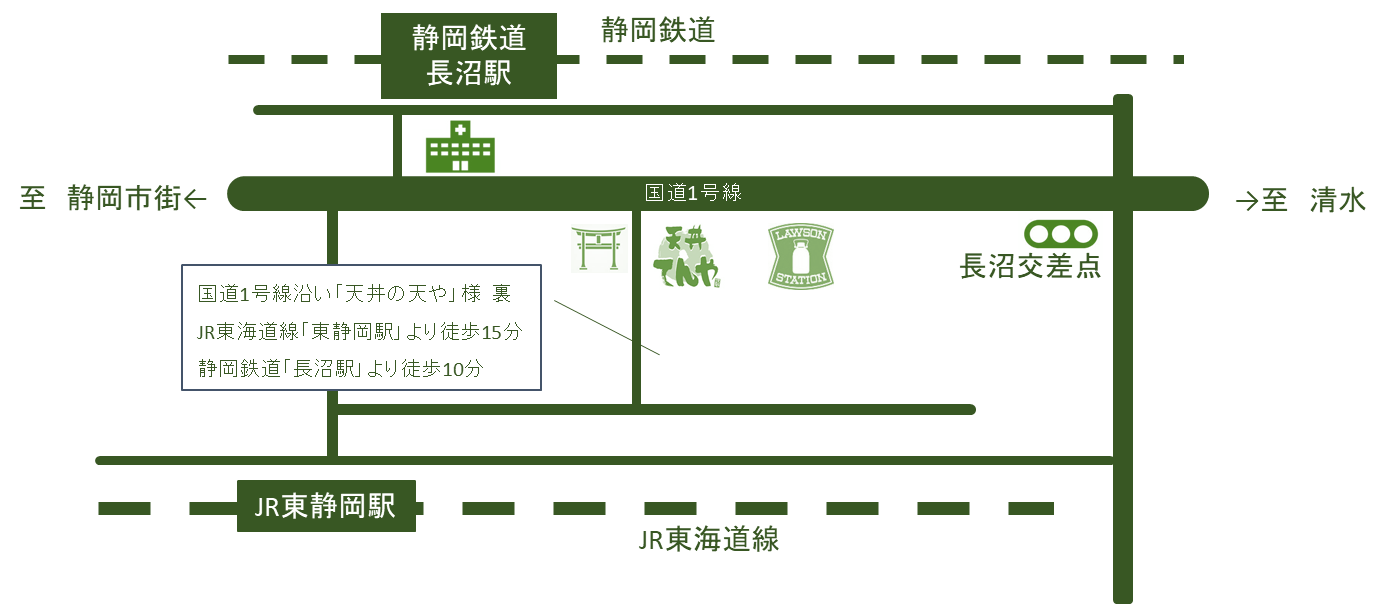 静岡鉄道
静岡鉄道
長沼駅
国道1号線
至 静岡市街←
→至 清水
天丼
てんや
LAWSON
STATION
長沼交差点
国道1号線沿い「天丼の天や」様 裏
JR東海道線「東静岡駅」より徒歩15分
静岡鉄道「長沼駅」より徒歩10分
JR東静岡駅
JR東海道線